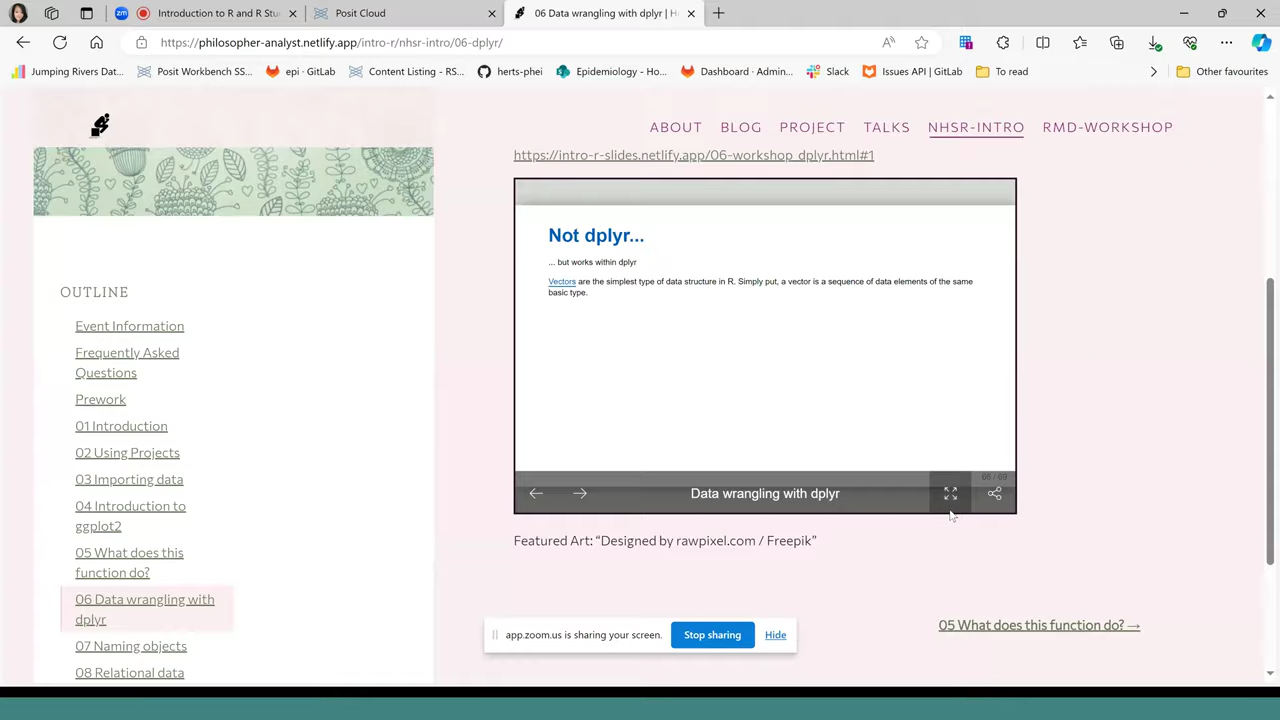 Introduction to R and R Stu
Posit Cloud
06 Data wrangling with dplyr | H
https://philosopher-analyst.netlify.app/intro-r/nhsr-intro/06-dplyr/
Jumping Rivers Dat...
Posit Workbench SS...
epi · GitLab
Content Listing - RS...
herts-phei
Epidemiology - Ho...
Dashboard · Admin...
Slack
Issues API | GitLab
To read
Other favourites
ABOUT
BLOG
PROJECT
TALKS
NHSR-INTRO
RMD-WORKSHOP
https://intro-r-slides.netlify.app/06-workshop_dplyr.html#1
Not dplyr...
... but works within dplyr
Vectors are the simplest type of data structure in R. Simply put, a vector is a sequence of data elements of the same
basic type.
Data wrangling with dplyr
Featured Art: “Designed by rawpixel.com / Freepik”
OUTLINE
Event Information
Frequently Asked
Questions
Prework
01 Introduction
02 Using Projects
03 Importing data
04 Introduction to
ggplot2
05 What does this
function do?
06 Data wrangling with
dplyr
07 Naming objects
08 Relational data
05 What does this function do? →
app.zoom.us is sharing your screen.
Stop sharing
Hide